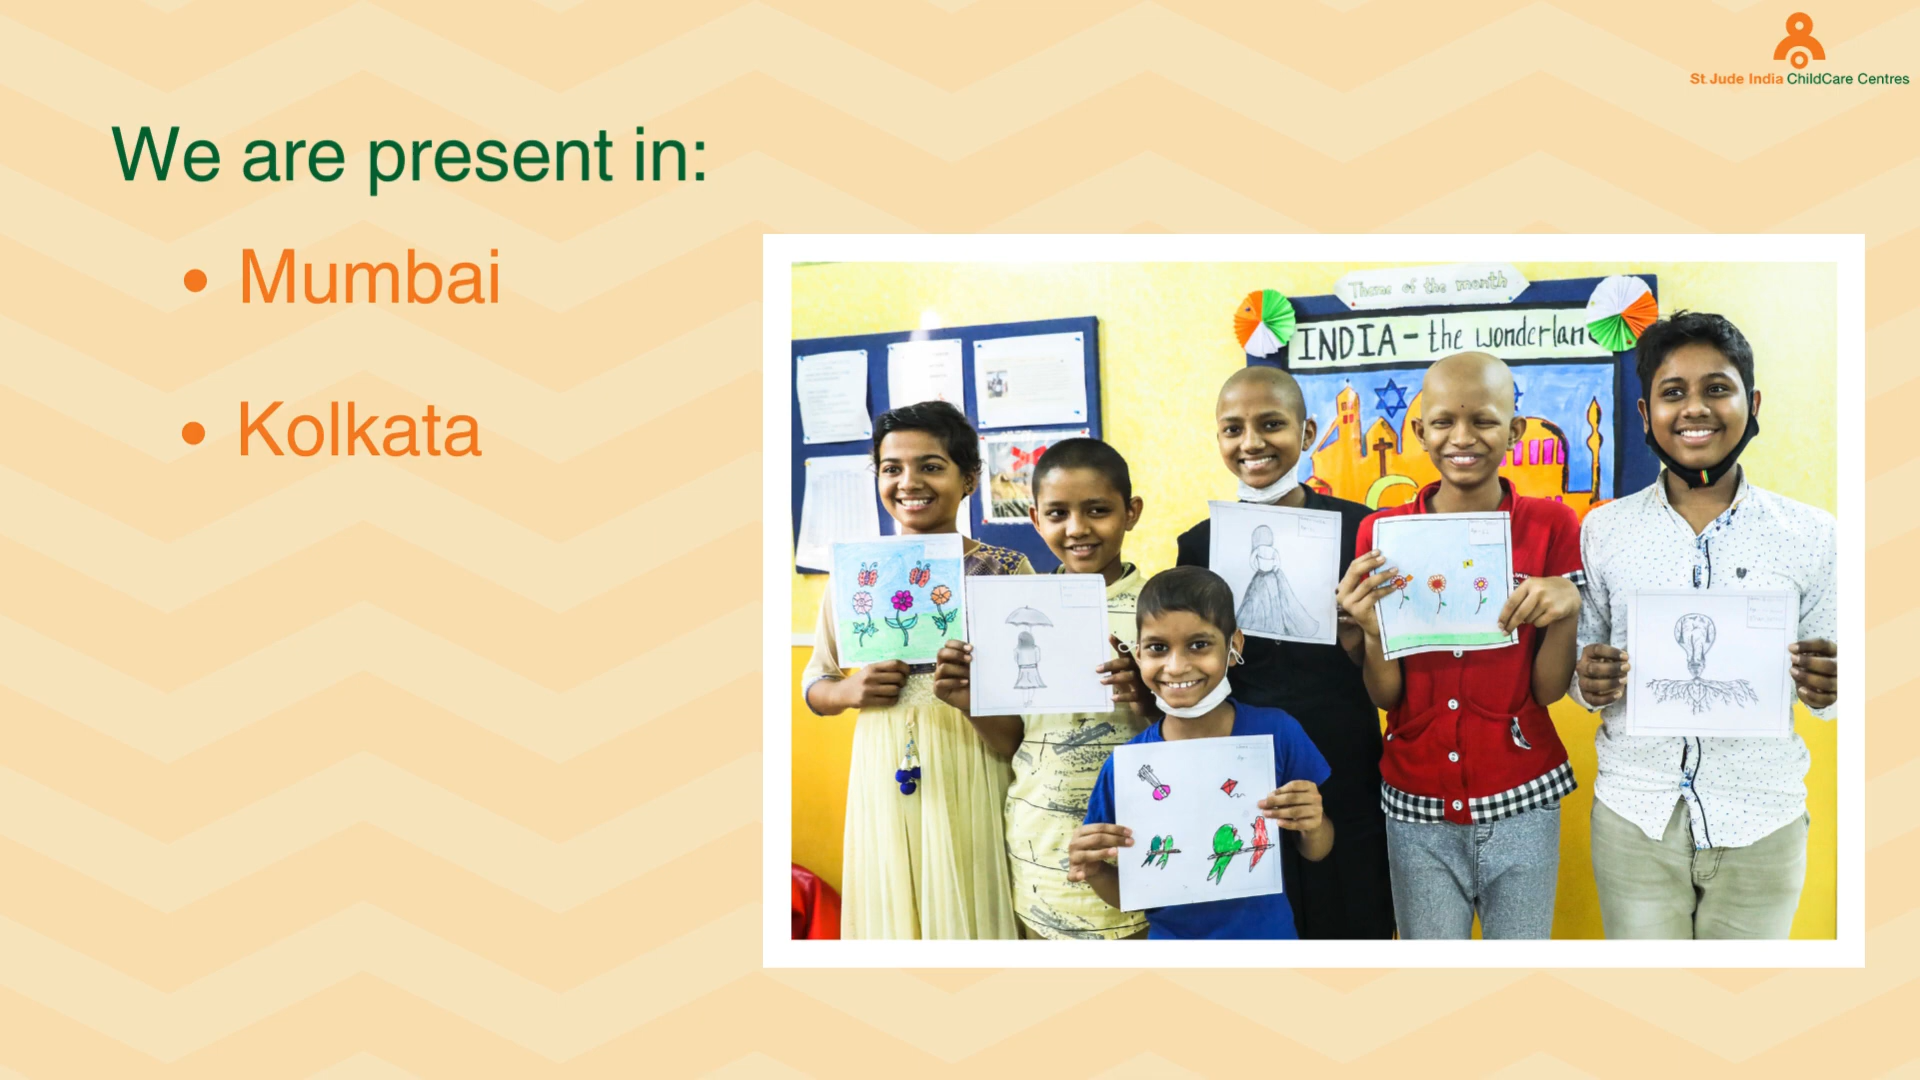 St Jude India ChildCare Centres
We are present in:
• Mumbai
• Kolkata
Theme of the month
INDIA - the wonderlan